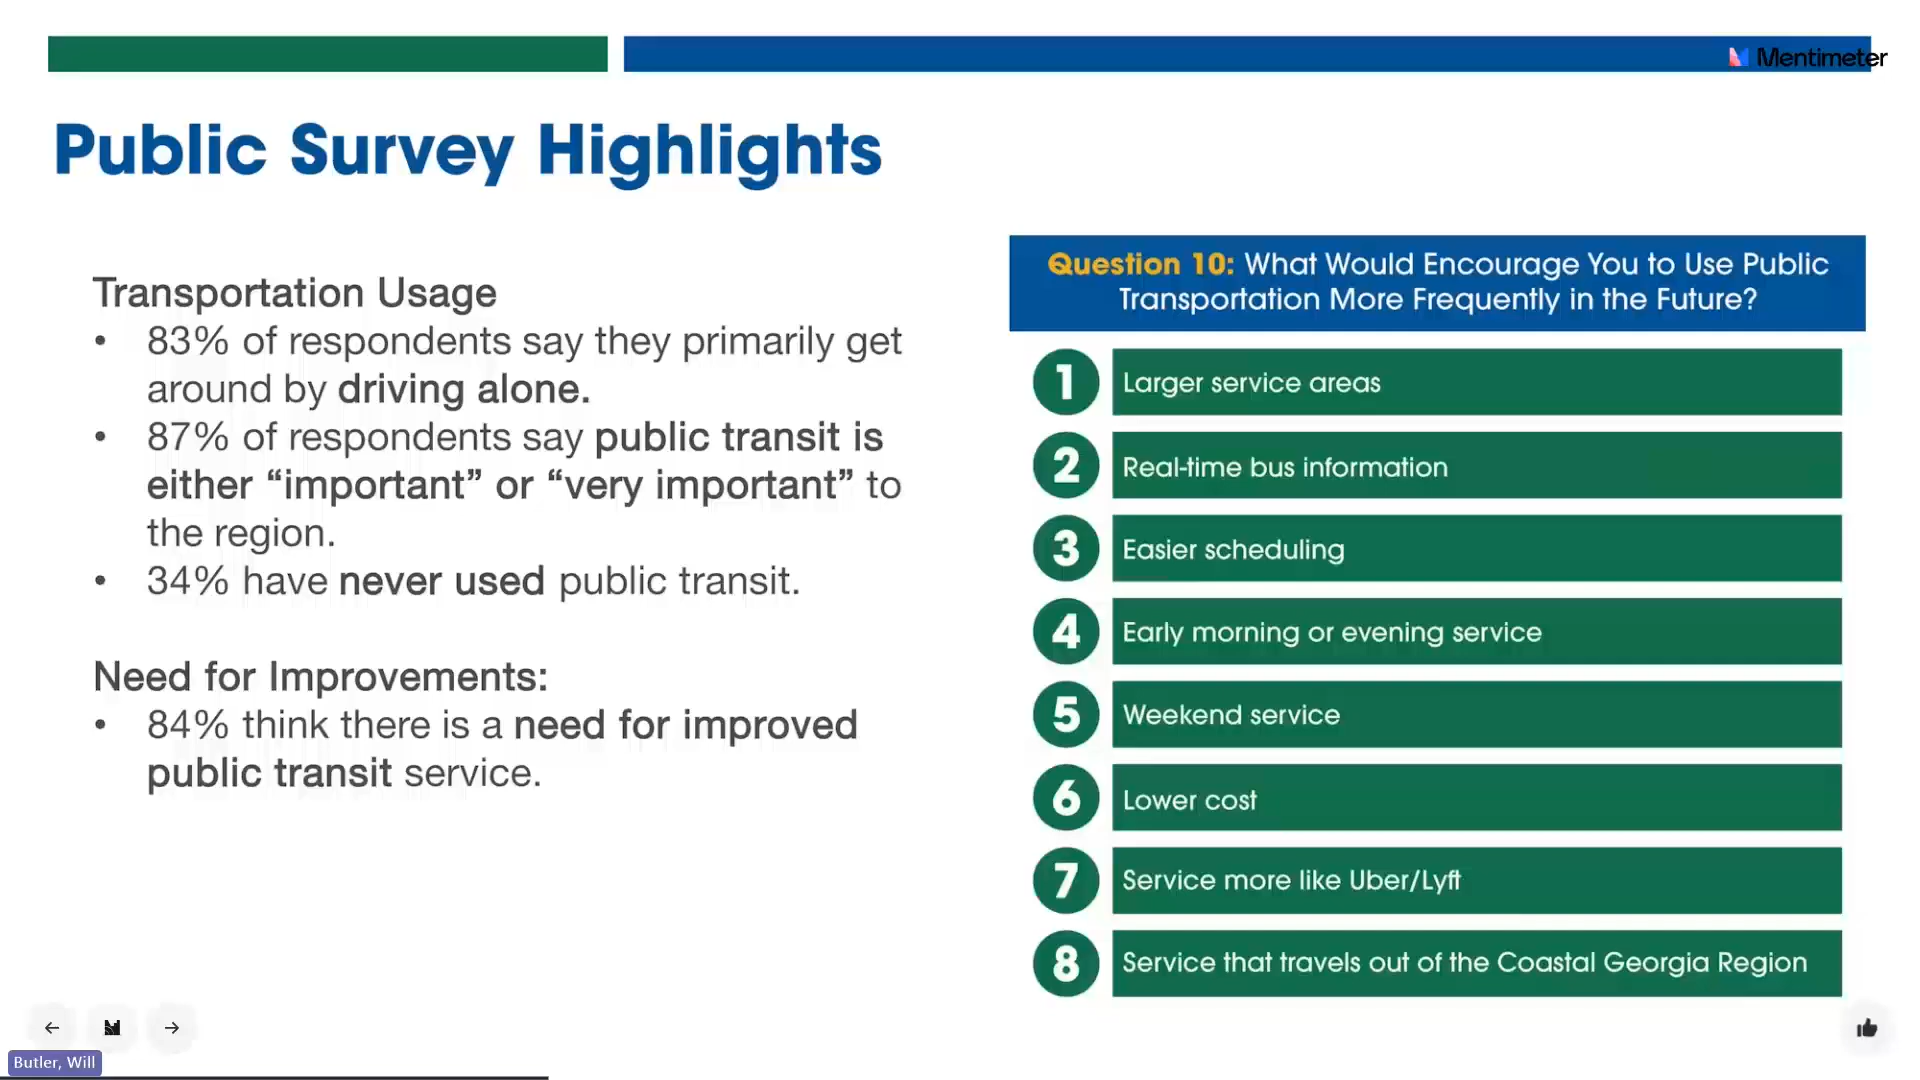 Mentimeter
Public Survey Highlights
Transportation Usage
• 83% of respondents say they primarily get
around by driving alone.
• 87% of respondents say public transit is
either “important” or “very important” to
the region.
• 34% have never used public transit.
Need for Improvements:
• 84% think there is a need for improved
public transit service.
Question 10: What Would Encourage You to Use Public
Transportation More Frequently in the Future?
1 Larger service areas
2 Real-time bus information
3 Easier scheduling
4 Early morning or evening service
5 Weekend service
6 Lower cost
7 Service more like Uber/Lyft
8 Service that travels out of the Coastal Georgia Region
Butler, Will